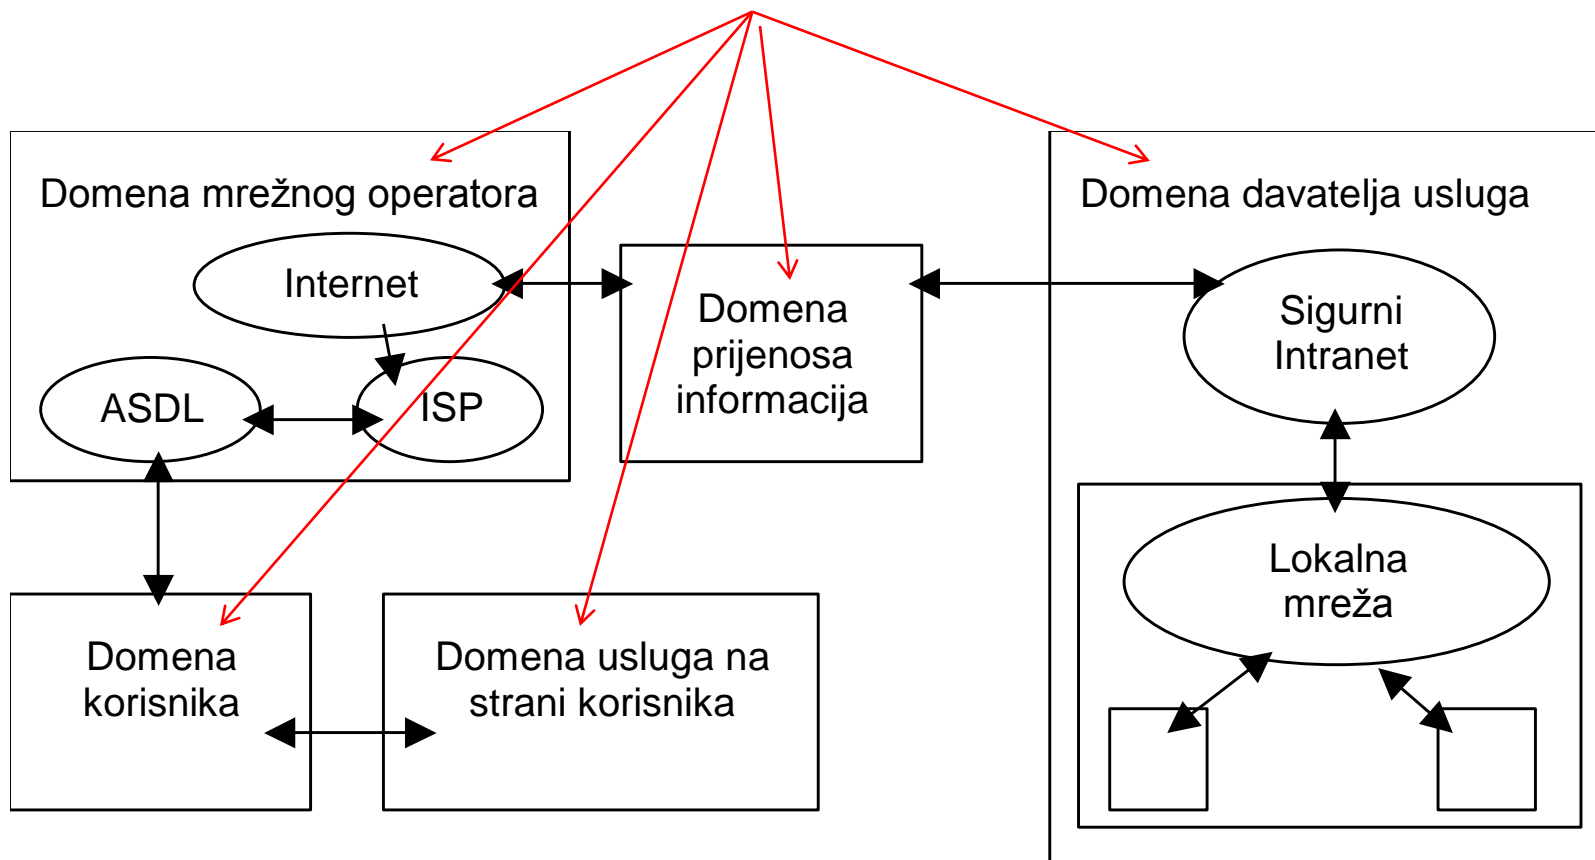 Domena mrežnog operatora
Internet
ASDL
ISP
Domena
prijenosa
informacija
Domena davatelja usluga
Sigurni
Intranet
Lokalna
mreža
Domena
korisnika
Domena usluga na
strani korisnika